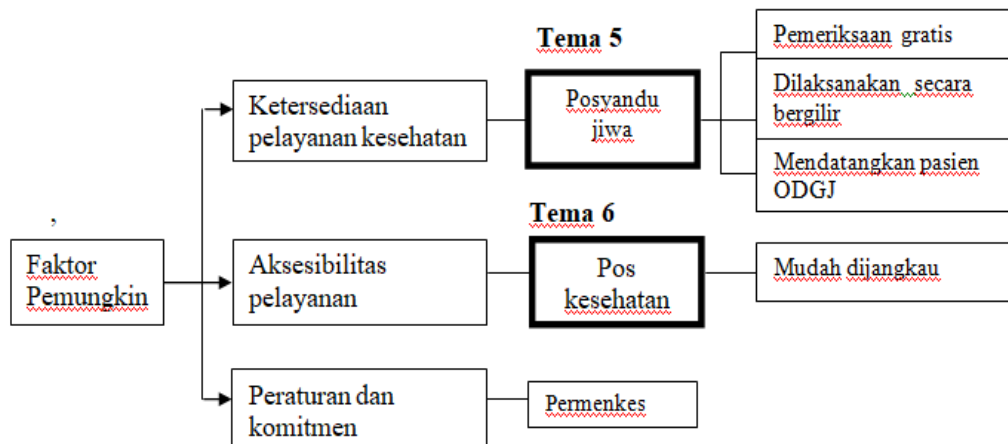 Tema 5
Pemeriksaan gratis
Dilaksanakan secara
bergilir
Mendatangkan pasien
ODGJ
Ketersediaan
pelayanan kesehatan
Posyandu
jiwa
,
Tema 6
Faktor
Pemungkin
Aksesibilitas
pelayanan
Pos
kesehatan
Mudah dijangkau
Peraturan dan
komitmen
Permenkes